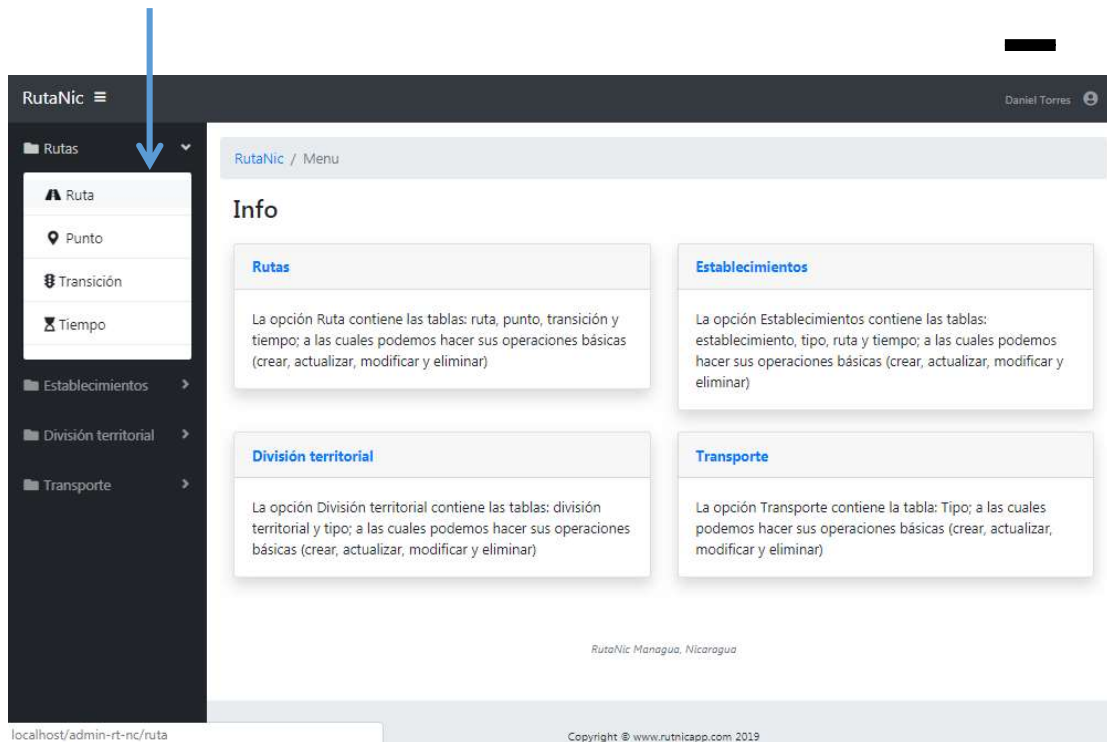 RutaNic
Daniel Torres
Rutas
Ruta
Punto
Transición
Tiempo
Establecimientos
División territorial
Transporte
RutaNic / Menu
Info
Rutas
La opción Ruta contiene las tablas: ruta, punto, transición y
tiempo; a las cuales podemos hacer sus operaciones básicas
(crear, actualizar, modificar y eliminar)
Establecimientos
La opción Establecimientos contiene las tablas:
establecimiento, tipo, ruta y tiempo; a las cuales podemos
hacer sus operaciones básicas (crear, actualizar, modificar y
eliminar)
División territorial
La opción División territorial contiene las tablas: división
territorial y tipo; a las cuales podemos hacer sus operaciones
básicas (crear, actualizar, modificar y eliminar)
Transporte
La opción Transporte contiene la tabla: Tipo; a las cuales
podemos hacer sus operaciones básicas (crear, actualizar,
modificar y eliminar)
RutaNic Managua, Nicaragua
localhost/admin-rt-nc/ruta
Copyright © www.rutnicapp.com 2019